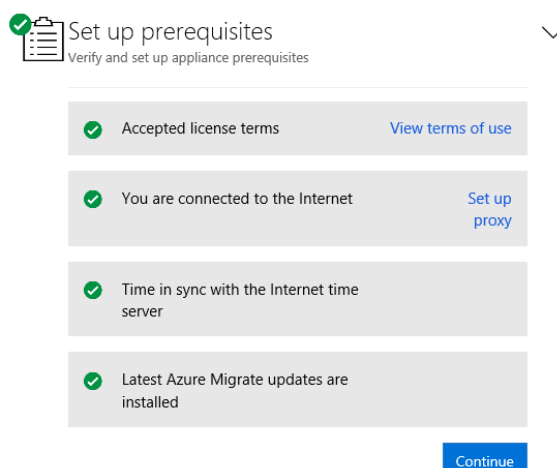 Set up prerequisites
Verify and set up appliance prerequisites
Accepted license terms
View terms of use
You are connected to the Internet
Set up
proxy
Time in sync with the Internet time
server
Latest Azure Migrate updates are
installed
Continue